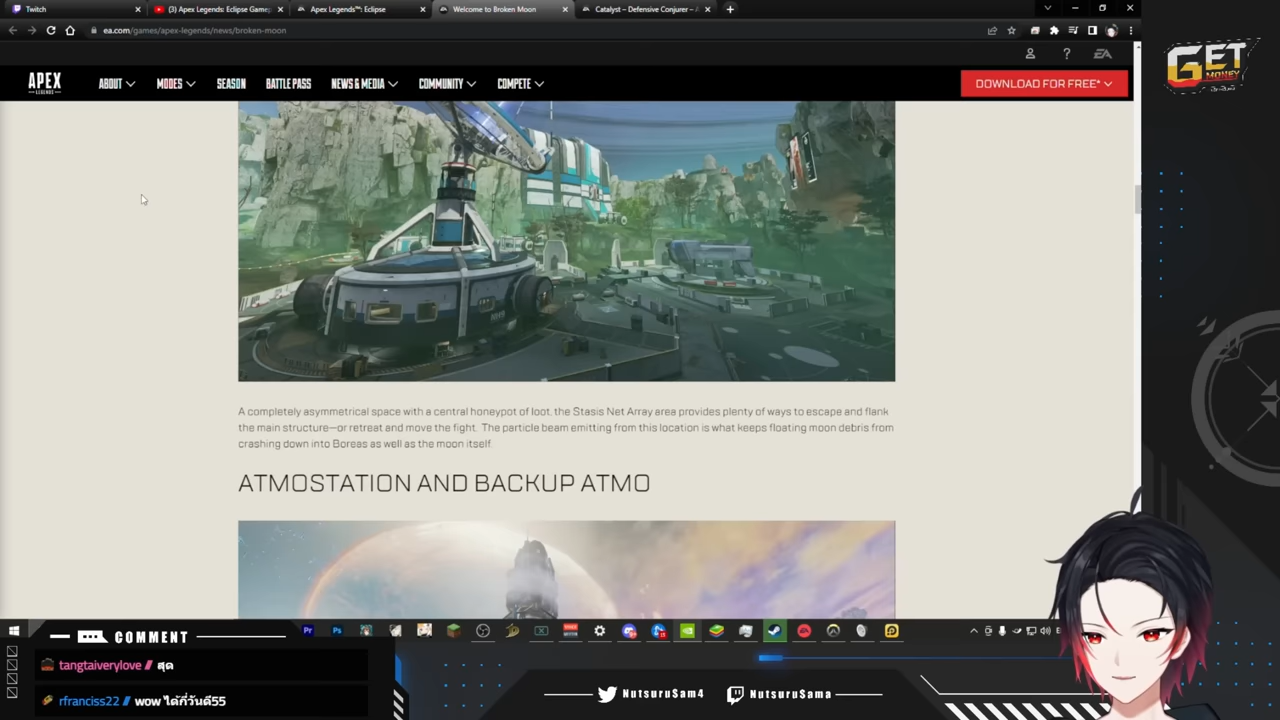 Twitch
(3) Apex Legends: Eclipse Game
Apex Legends™: Eclipse
Welcome to Broken Moon
Catalyst – Defensive Conjurer –
ea.com/games/apex-legends/news/broken-moon
APEX
LEGENDS
ABOUT
MODES
SEASON
BATTLE PASS
NEWS & MEDIA
COMMUNITY
COMPETE
DOWNLOAD FOR FREE*
GET
MONEY
A completely asymmetrical space with a central honeypot of loot, the Stasis Net Array area provides plenty of ways to escape and flank
the main structure—or retreat and move the fight. The particle beam emitting from this location is what keeps floating moon debris from
crashing down into Boreas as well as the moon itself.
ATMOSTATION AND BACKUP ATMO
COMMENT
tangtaiverylove // สุด
rfranciss22 // wow ได้กี่วันดี55
Nutsuru$am4
Nutsuru$ama